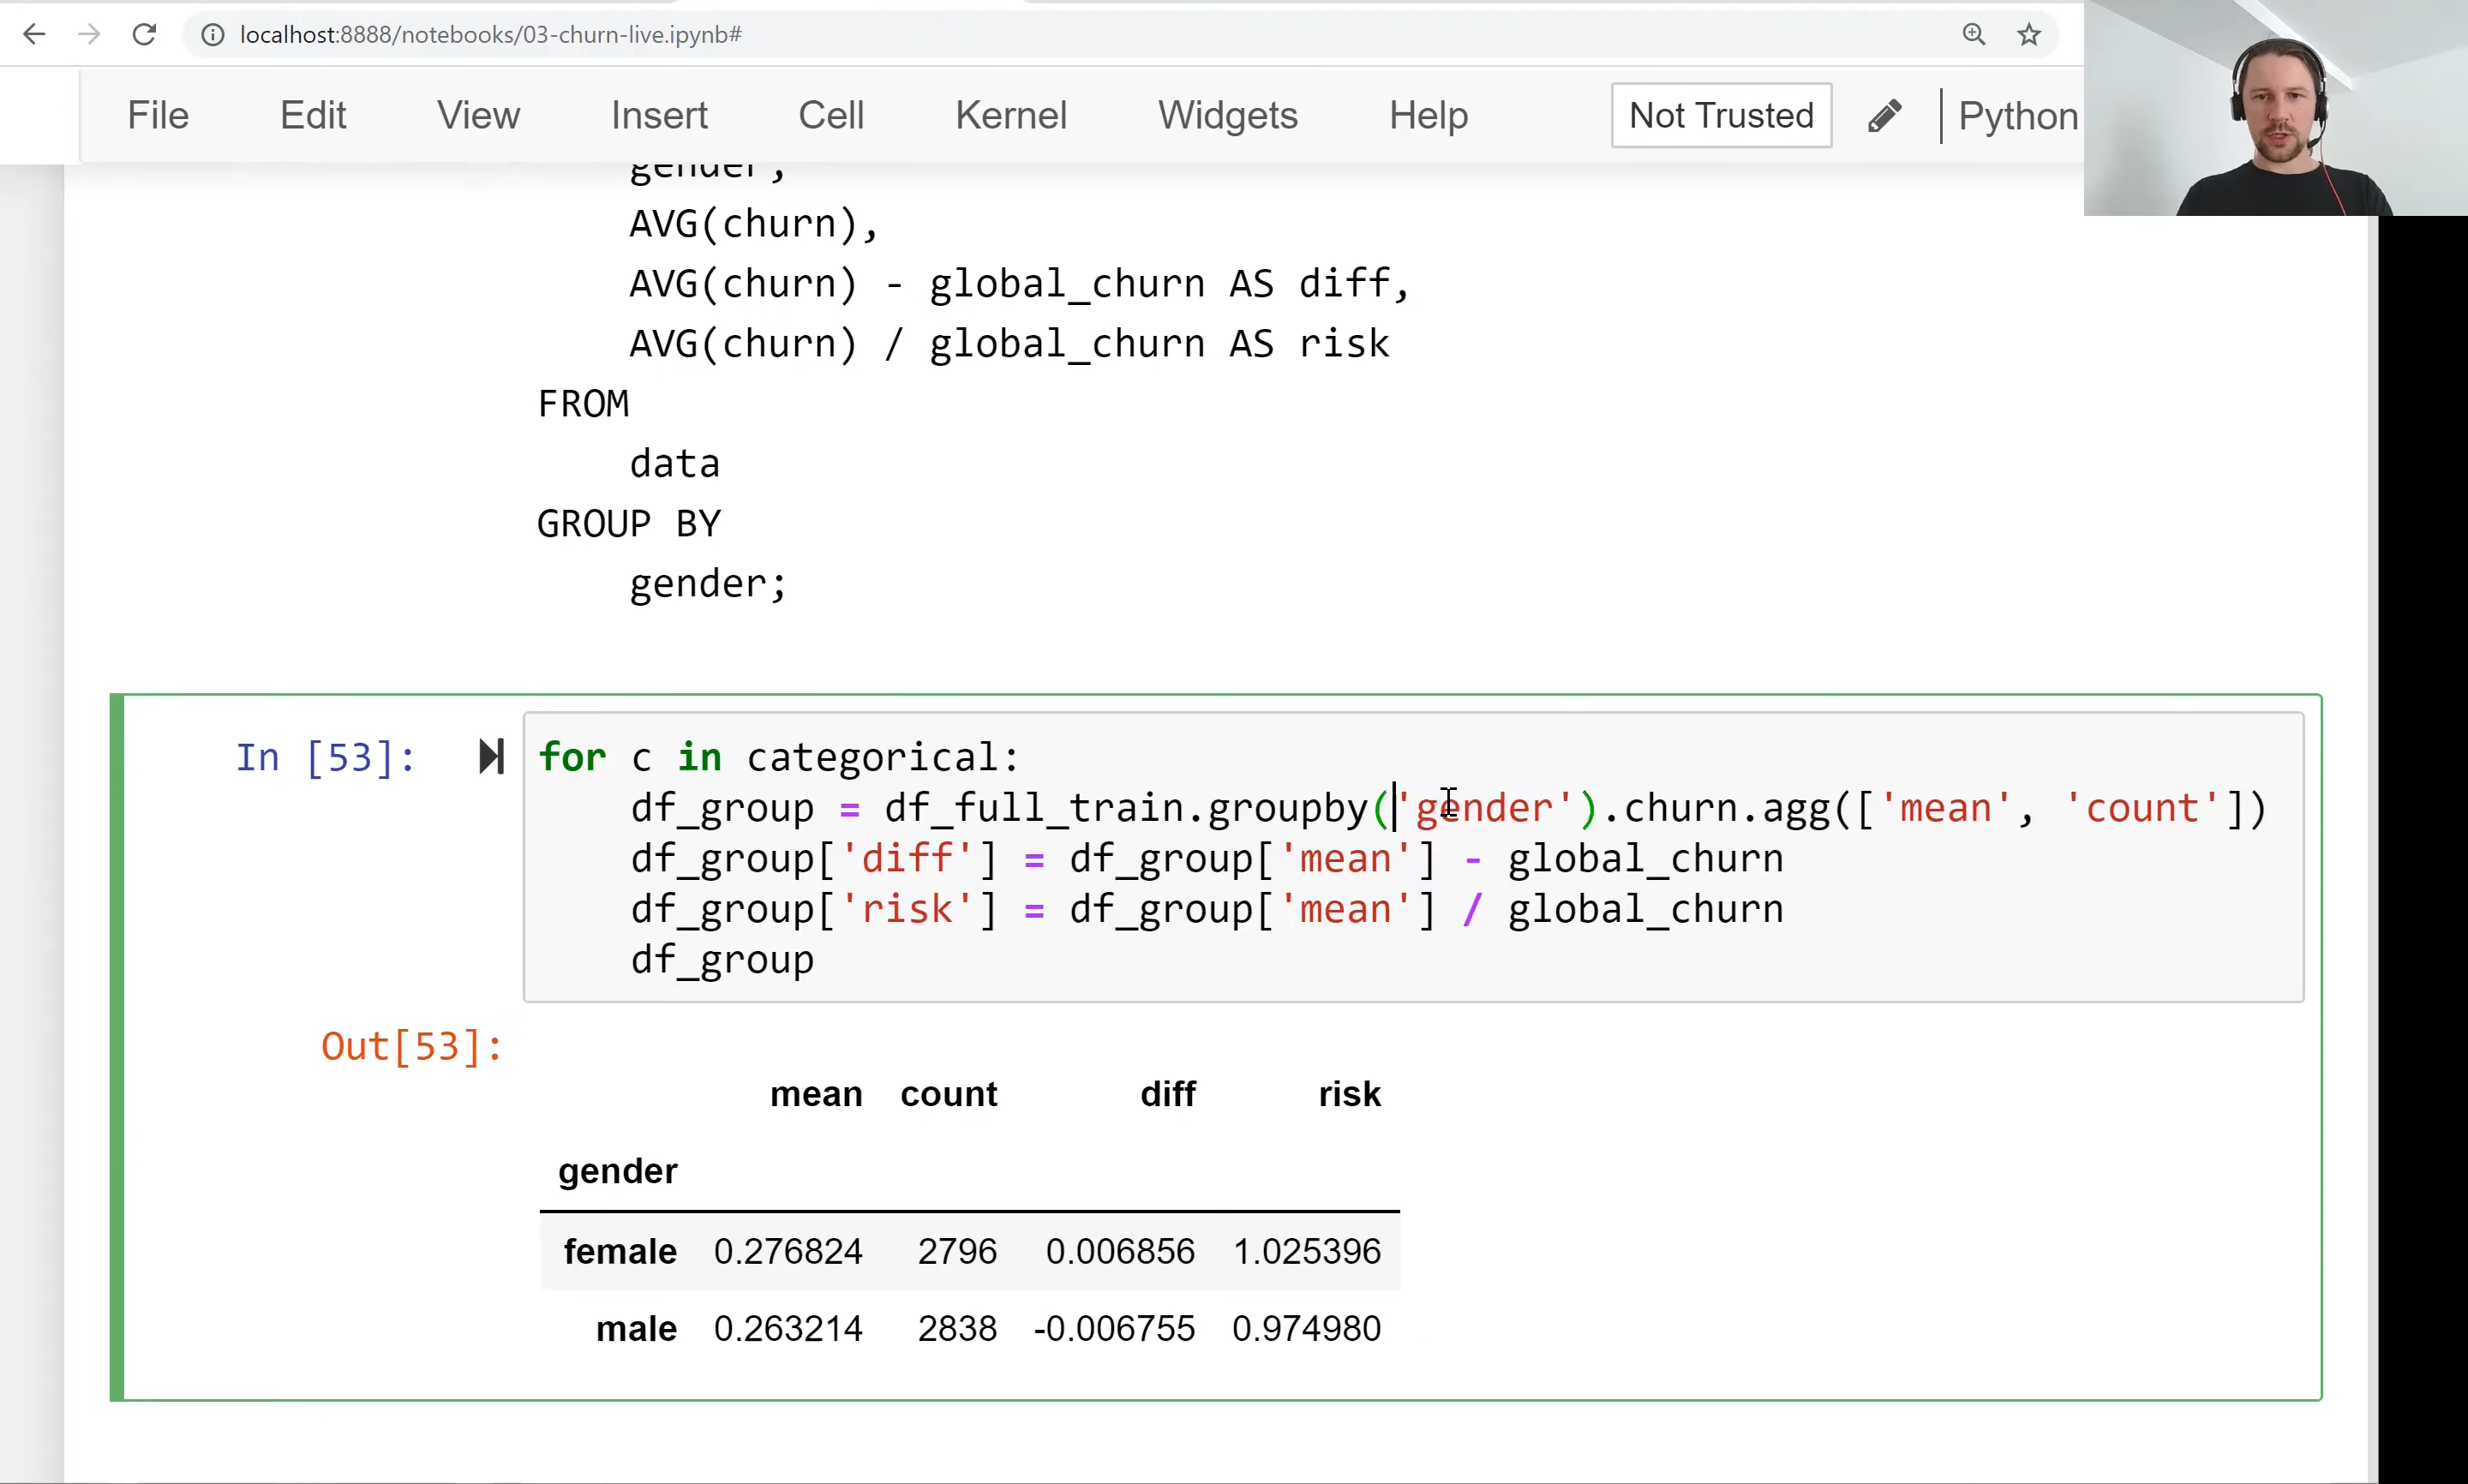 localhost:8888/notebooks/03-churn-live.ipynb#
File Edit View Insert Cell Kernel Widgets Help Not Trusted Python
gender,
AVG(churn),
AVG(churn) - global_churn AS diff,
AVG(churn) / global_churn AS risk
FROM
data
GROUP BY
gender;
In [53]: for c in categorical:
df_group = df_full_train.groupby('gender').churn.agg(['mean', 'count'])
df_group['diff'] = df_group['mean'] - global_churn
df_group['risk'] = df_group['mean'] / global_churn
df_group
Out[53]:
mean count diff risk
gender
female 0.276824 2796 0.006856 1.025396
male 0.263214 2838 -0.006755 0.974980